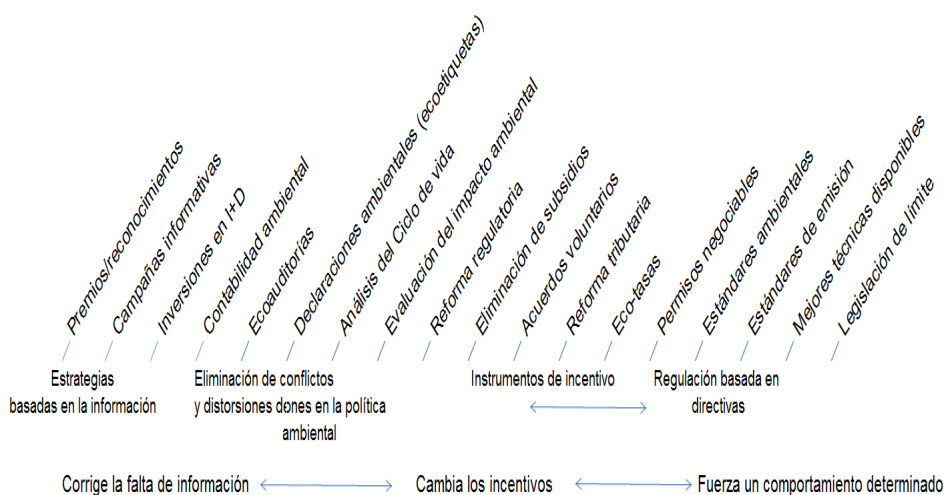 Premios/reconocimientos
Campañas informativas
Inversiones en I+D
Contabilidad ambiental
Ecoauditorías
Declaraciones ambientales (ecoetiquetas)
Análisis del Ciclo de vida
Evaluación del impacto ambiental
Reforma regulatoria
Eliminación de subsidios
Acuerdos voluntarios
Reforma tributaria
Eco-tasas
Permisos negociables
Estándares ambientales
Estándares de emisión
Mejores técnicas disponibles
Legislación de límite
Estrategias
basadas en la información
Eliminación de conflictos
y distorsiones dones en la política
ambiental
Instrumentos de incentivo
Regulación basada en
directivas
Corrige la falta de información
Cambia los incentivos
Fuerza un comportamiento determinado